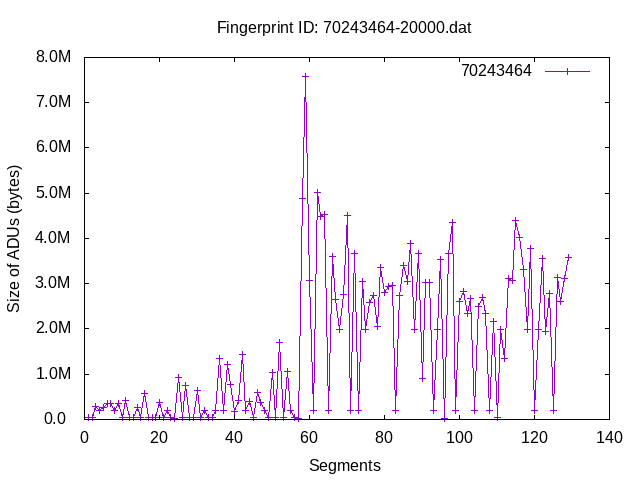 Fingerprint ID: 70243464-20000.dat
70243464
8.0M
7.0M
6.0M
5.0M
4.0M
3.0M
2.0M
1.0M
0.0
Size of ADUs (bytes)
0 20 40 60 80 100 120 140
Segments